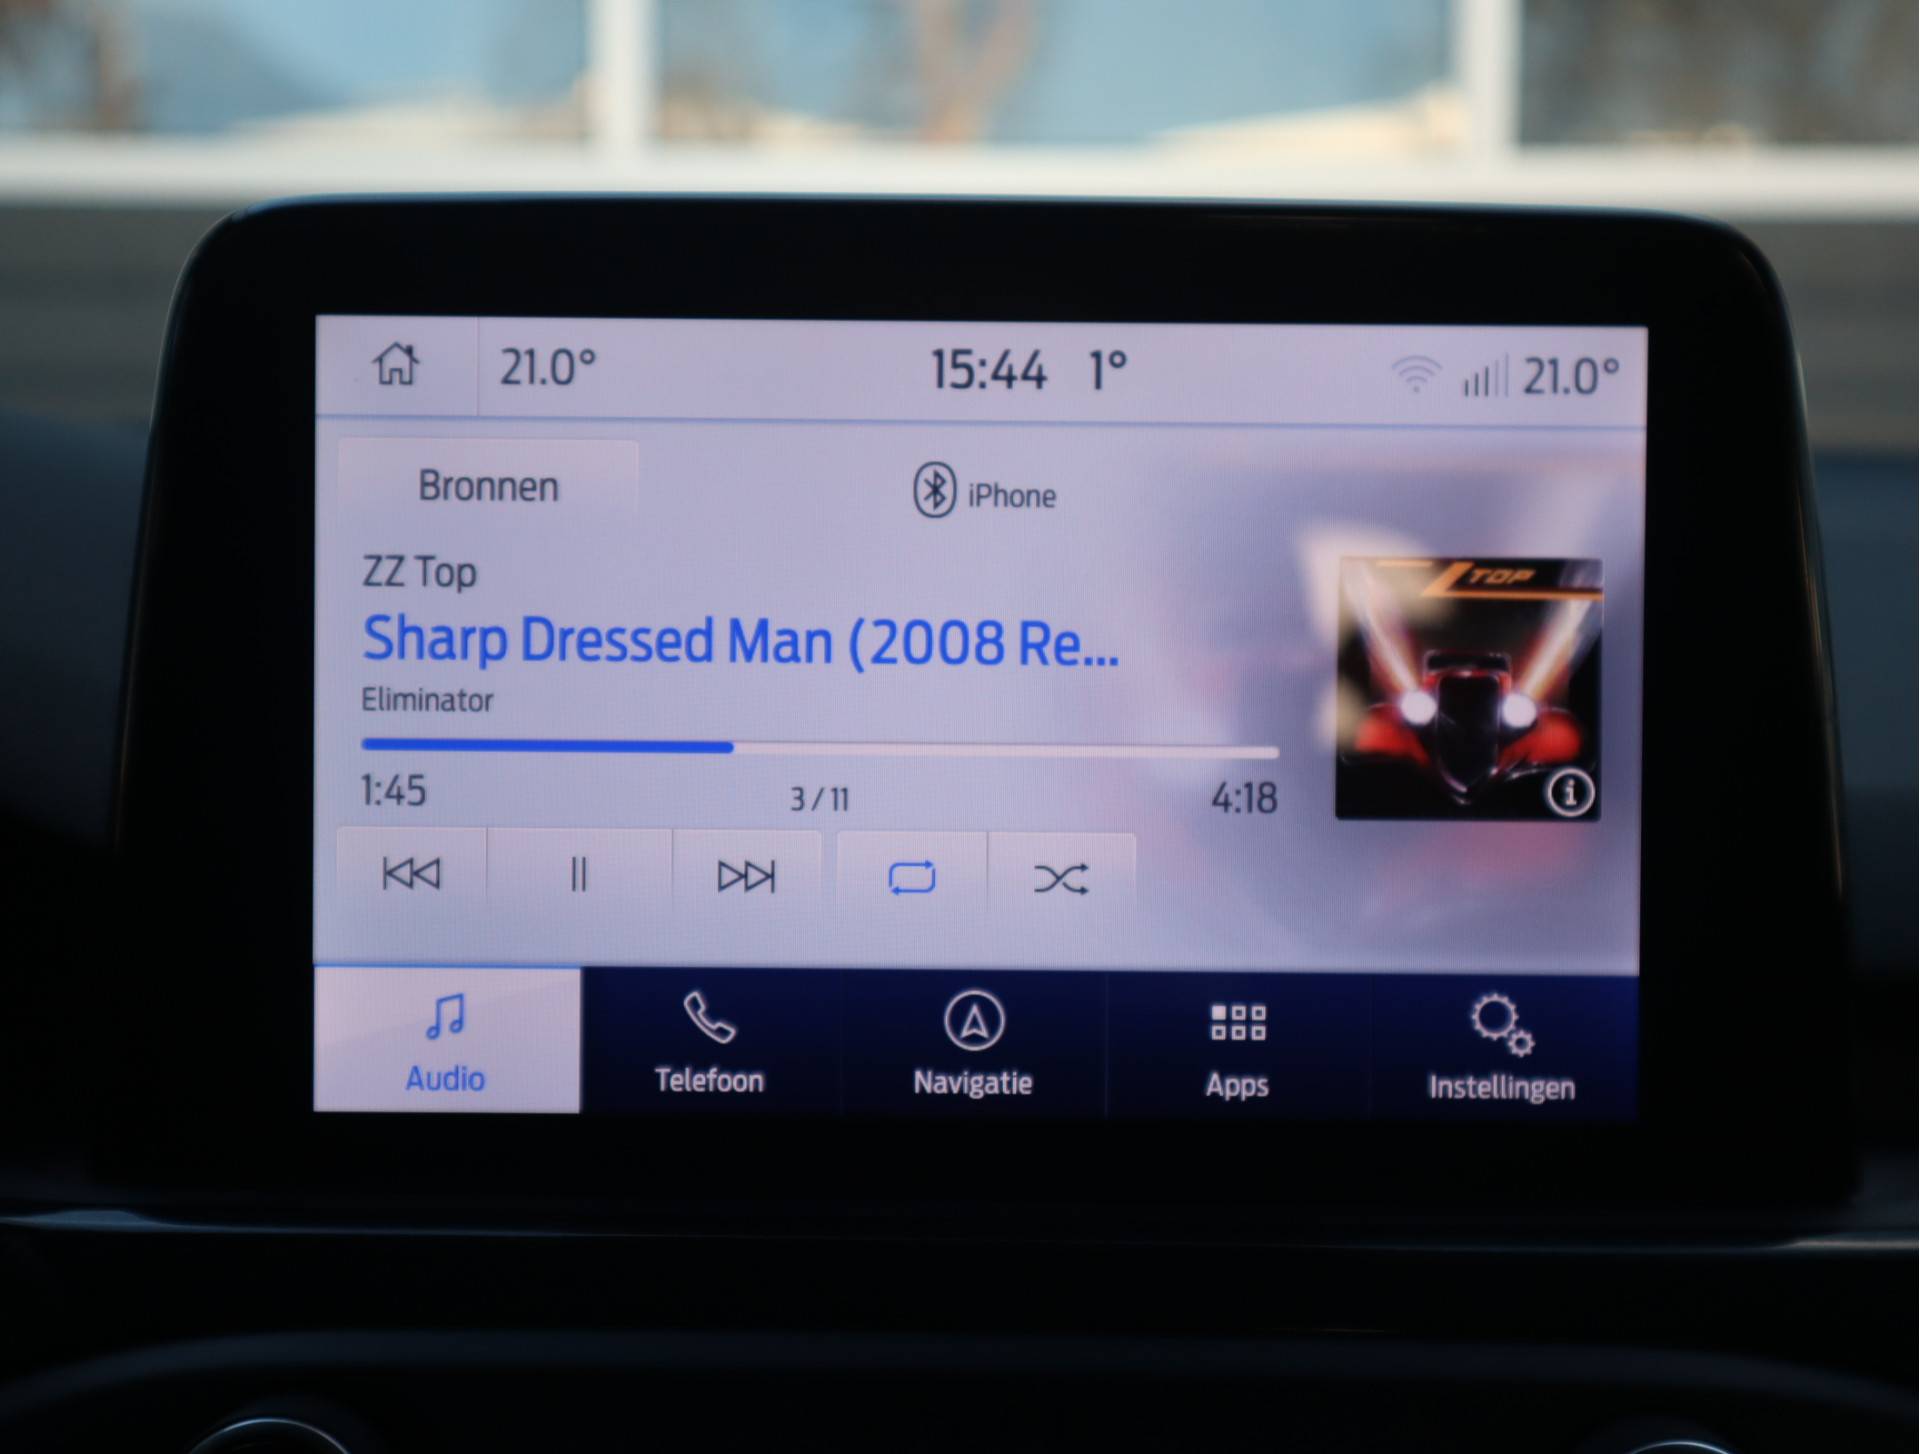 21.0° 15:44 1° 21.0°
Bronnen
iPhone
ZZ Top
Sharp Dressed Man (2008 Re...
Eliminator
1:45 3 / 11 4:18
TOP
i
Audio Telefoon Navigatie Apps Instellingen